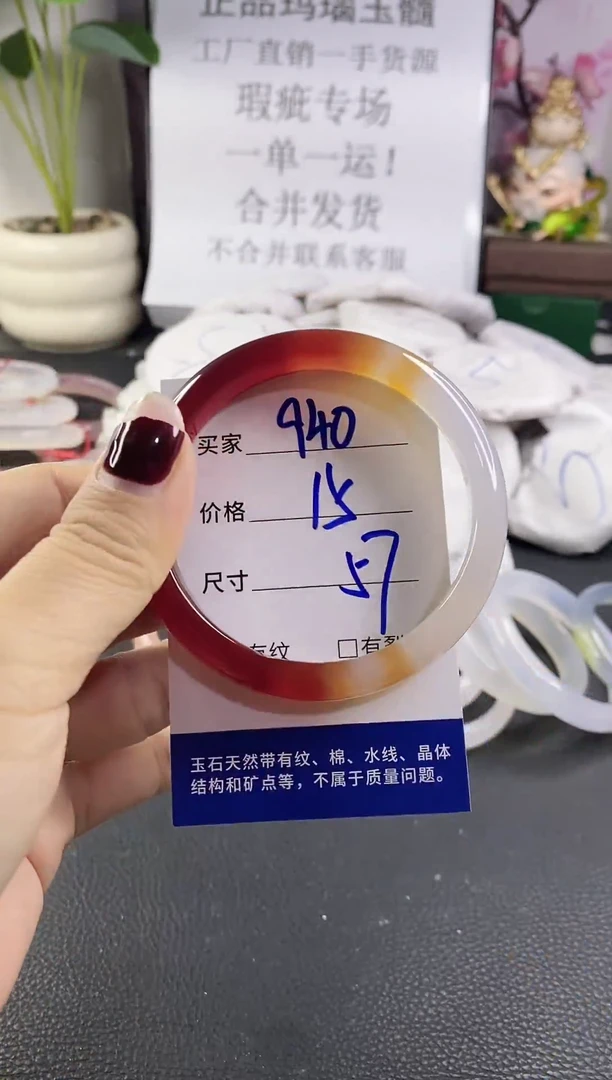 正品玛瑙玉髓
工厂直销一手货源
瑕疵专场
一单一运！
合并发货
不合并联系客服
买家 940
价格 15
尺寸 57
有纹 □有裂
玉石天然带有纹、棉、水线、晶体
结构和矿点等，不属于质量问题。